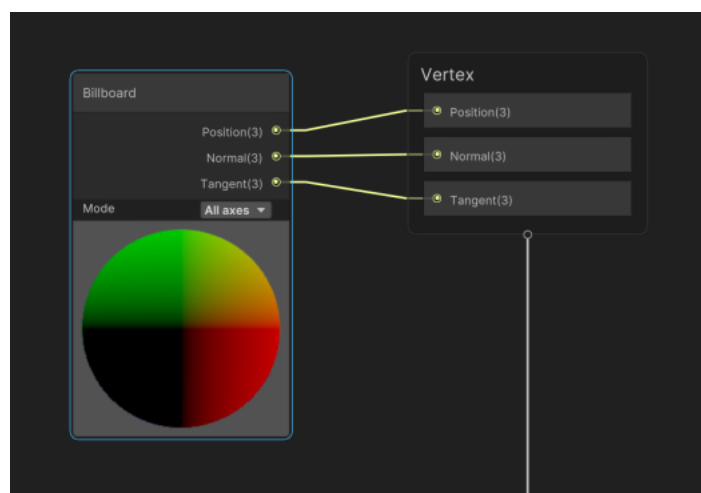 Billboard
Position(3)
Normal(3)
Tangent(3)
Mode
All axes
Vertex
Position(3)
Normal(3)
Tangent(3)